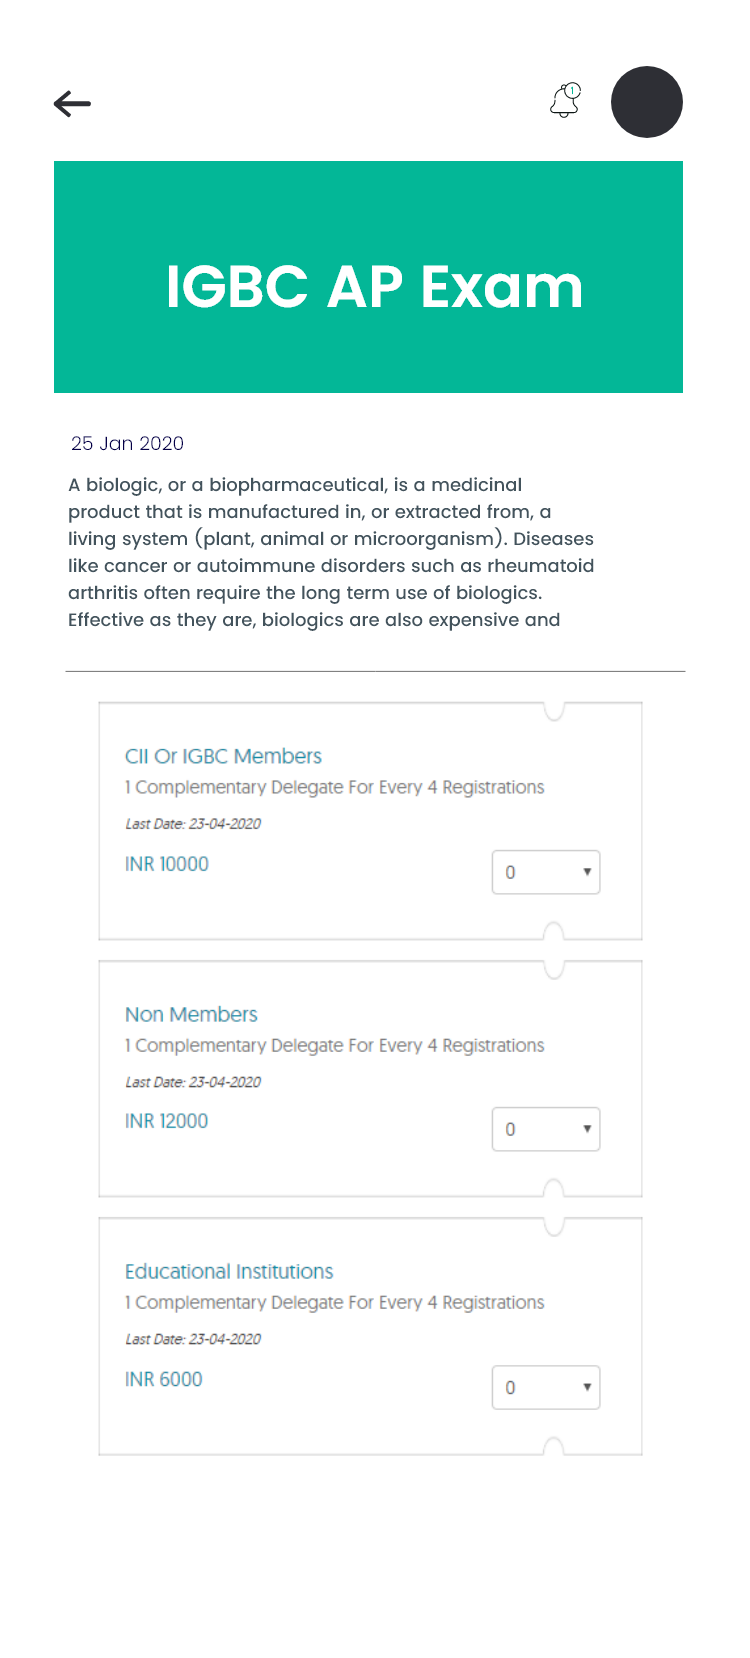 1
IGBC AP Exam
25 Jan 2020
A biologic, or a biopharmaceutical, is a medicinal
product that is manufactured in, or extracted from, a
living system (plant, animal or microorganism). Diseases
like cancer or autoimmune disorders such as rheumatoid
arthritis often require the long term use of biologics.
Effective as they are, biologics are also expensive and
CII Or IGBC Members
1 Complementary Delegate For Every 4 Registrations
Last Date: 23-04-2020
INR 10000
0
Non Members
1 Complementary Delegate For Every 4 Registrations
Last Date: 23-04-2020
INR 12000
0
Educational Institutions
1 Complementary Delegate For Every 4 Registrations
Last Date: 23-04-2020
INR 6000
0